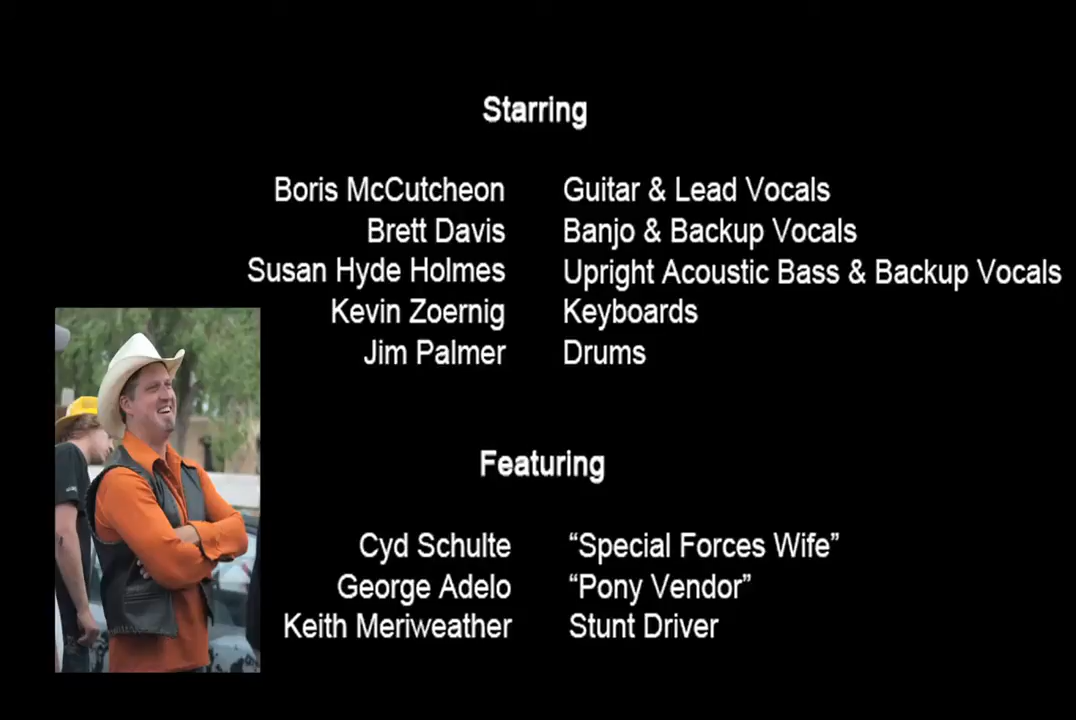 Starring
Boris McCutcheon Guitar & Lead Vocals
Brett Davis Banjo & Backup Vocals
Susan Hyde Holmes Upright Acoustic Bass & Backup Vocals
Kevin Zoernig Keyboards
Jim Palmer Drums
Featuring
Cyd Schulte “Special Forces Wife”
George Adelo “Pony Vendor”
Keith Meriweather Stunt Driver